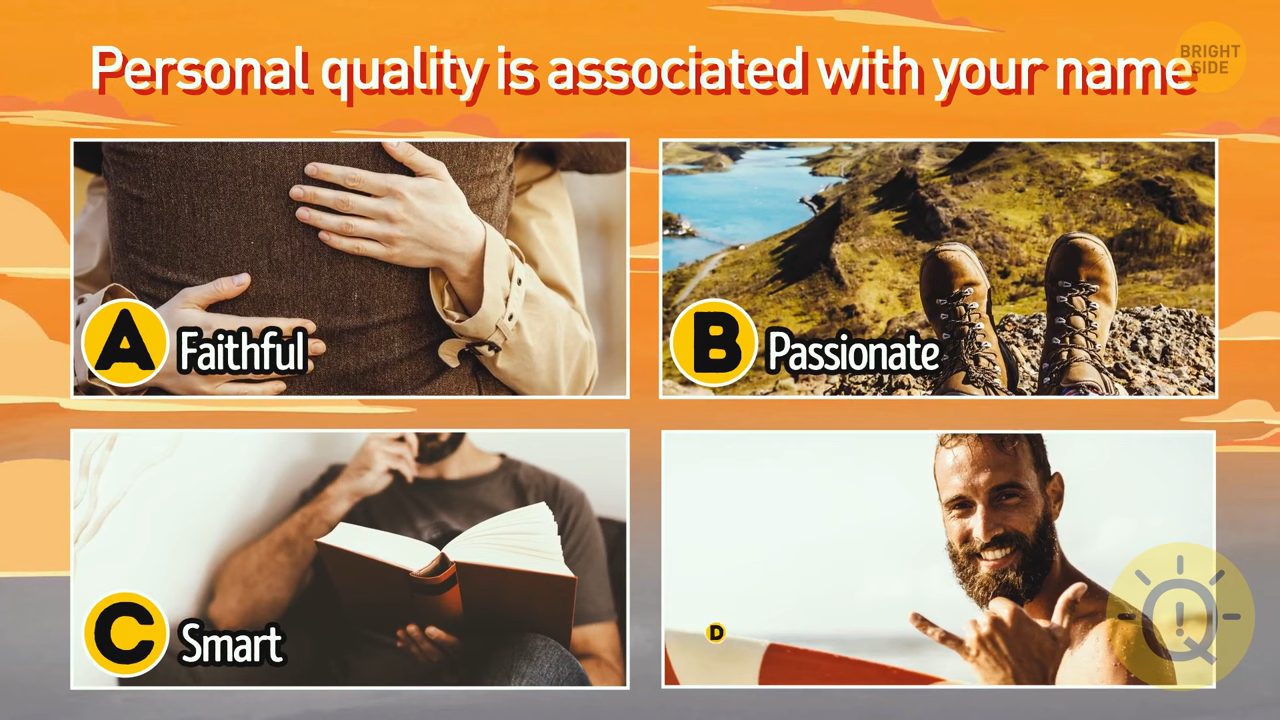 Personal quality is associated with your name
BRIGHT
SIDE
A Faithful
B Passionate
C Smart
D